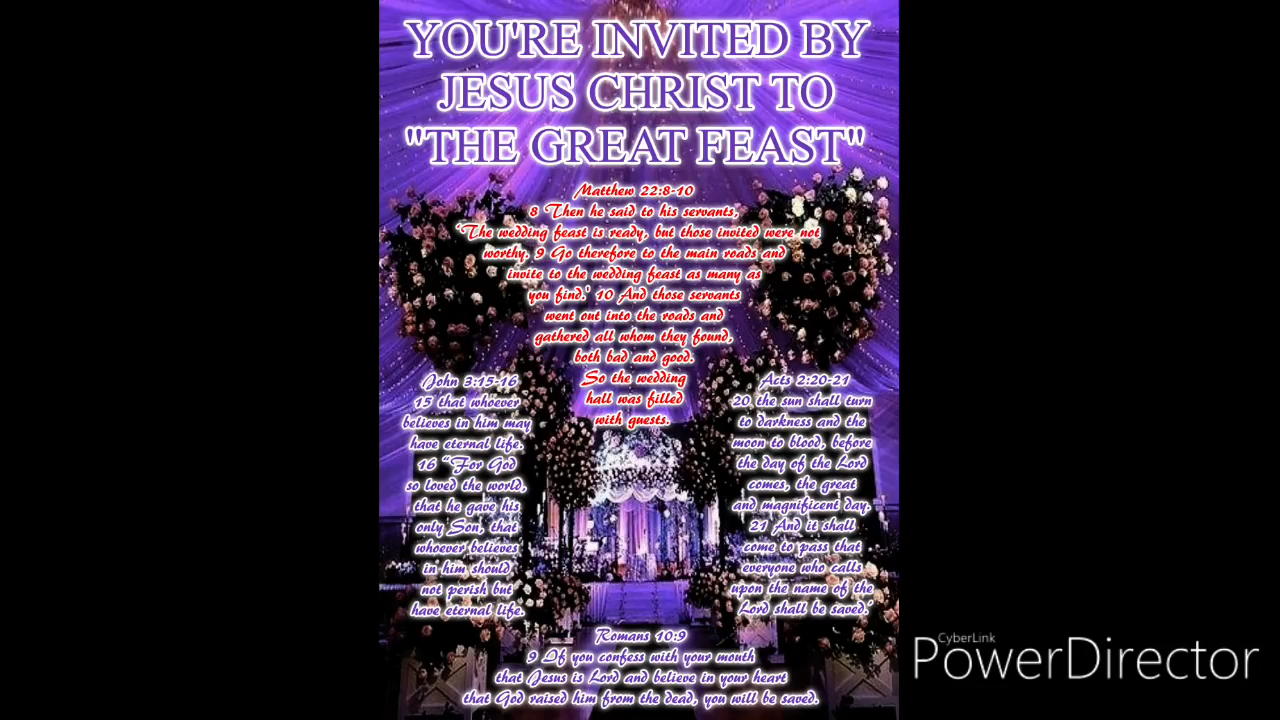 YOU'RE INVITED BY
JESUS CHRIST TO
"THE GREAT FEAST"
Matthew 22:8-10
8 Then he said to his servants,
'The wedding feast is ready, but those invited were not
worthy. 9 Go therefore to the main roads and
invite to the wedding feast as many as
you find.' 10 And those servants
went out into the roads and
gathered all whom they found,
both bad and good.
So the wedding
hall was filled
with guests.
John 3:15-16
15 that whoever
believes in him may
have eternal life.
16 "For God
so loved the world,
that he gave his
only Son, that
whoever believes
in him should
not perish but
have eternal life.
Acts 2:20-21
20 the sun shall turn
to darkness and the
moon to blood, before
the day of the Lord
comes, the great
and magnificent day.
21 And it shall
come to pass that
everyone who calls
upon the name of the
Lord shall be saved.'
Romans 10:9
9 If you confess with your mouth
that Jesus is Lord and believe in your heart
that God raised him from the dead, you will be saved.
CyberLink
PowerDirector